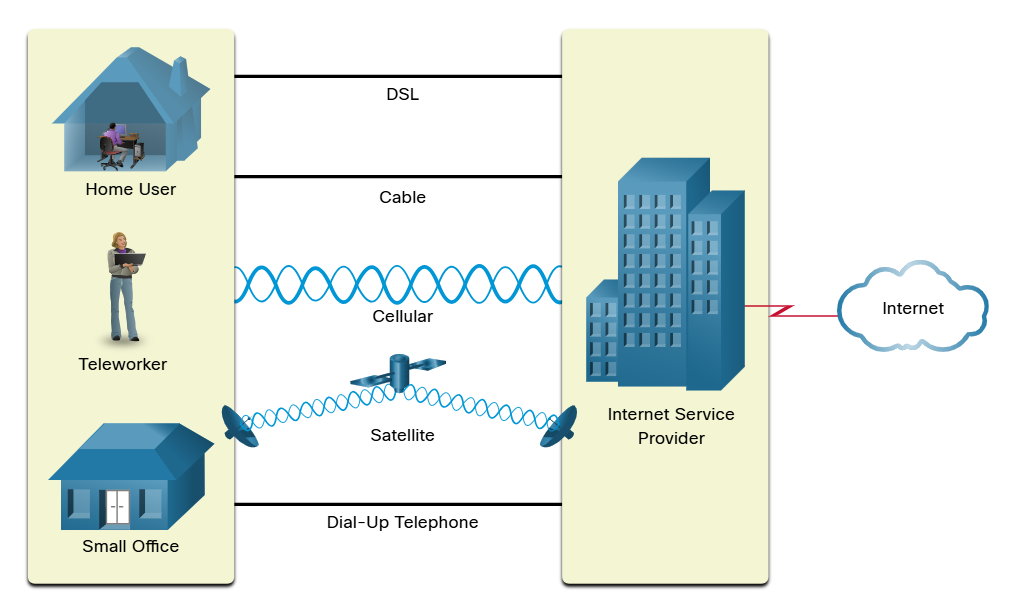 Home User
Teleworker
Small Office
DSL
Cable
Cellular
Satellite
Dial-Up Telephone
Internet Service
Provider
Internet